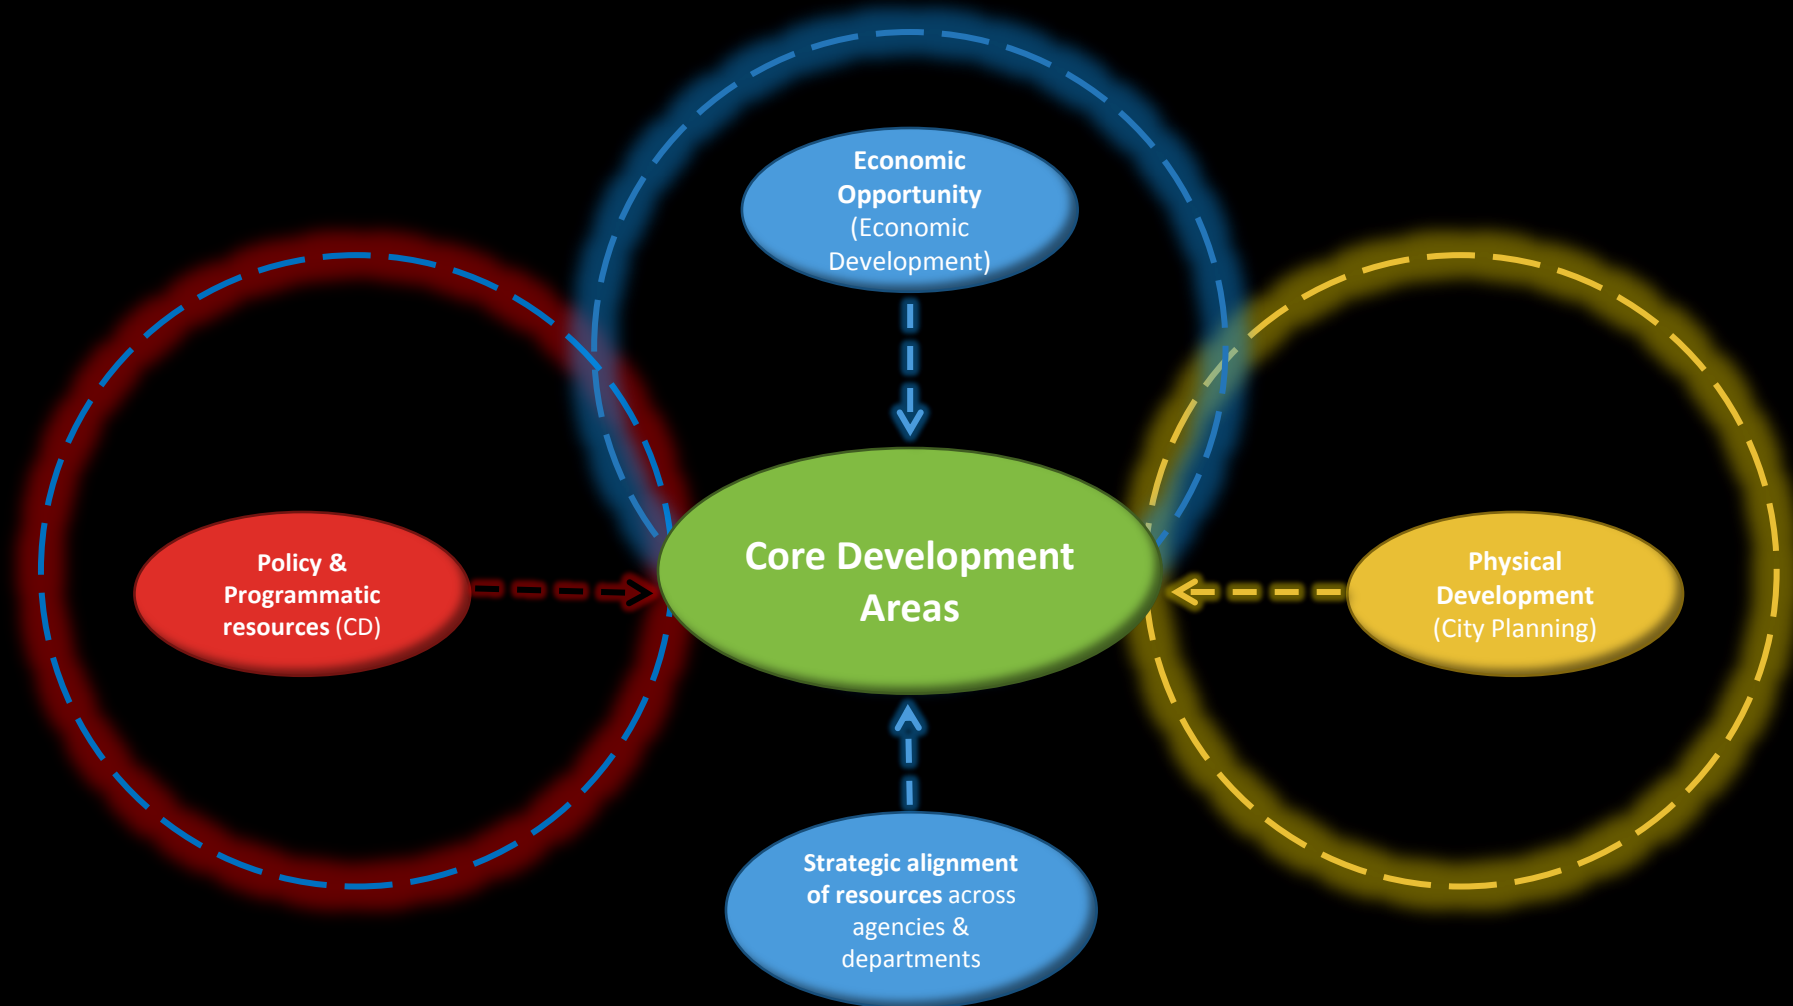 Economic
Opportunity
(Economic
Development)
Core Development
Areas
Policy &
Programmatic
resources (CD)
Physical
Development
(City Planning)
Strategic alignment
of resources across
agencies &
departments